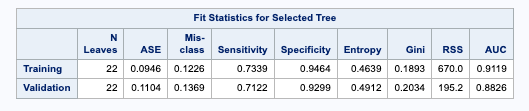 Fit Statistics for Selected Tree
N Leaves ASE Mis-class Sensitivity Specificity Entropy Gini RSS AUC
Training 22 0.0946 0.1226 0.7339 0.9464 0.4639 0.1893 670.0 0.9119
Validation 22 0.1104 0.1369 0.7122 0.9299 0.4912 0.2034 195.2 0.8826